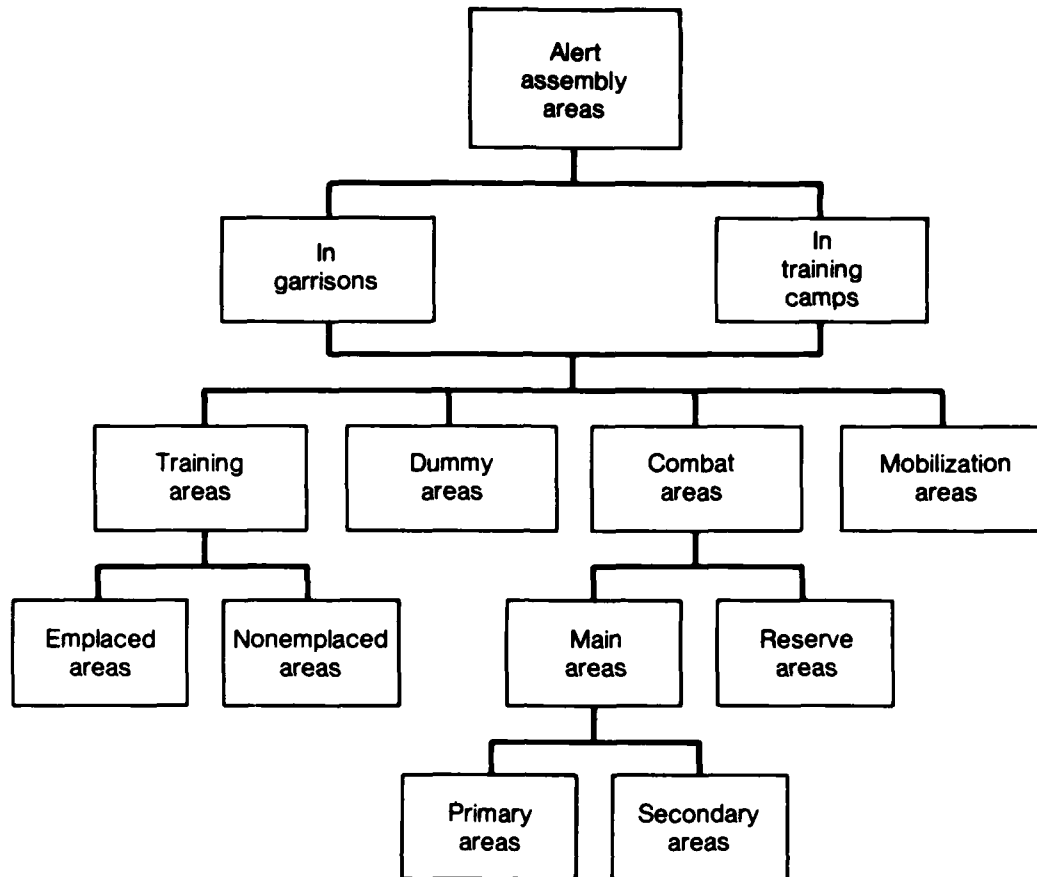 Alert
assembly
areas
In
garrisons
In
training
camps
Training
areas
Dummy
areas
Combat
areas
Mobilization
areas
Emplaced
areas
Nonemplaced
areas
Main
areas
Reserve
areas
Primary
areas
Secondary
areas